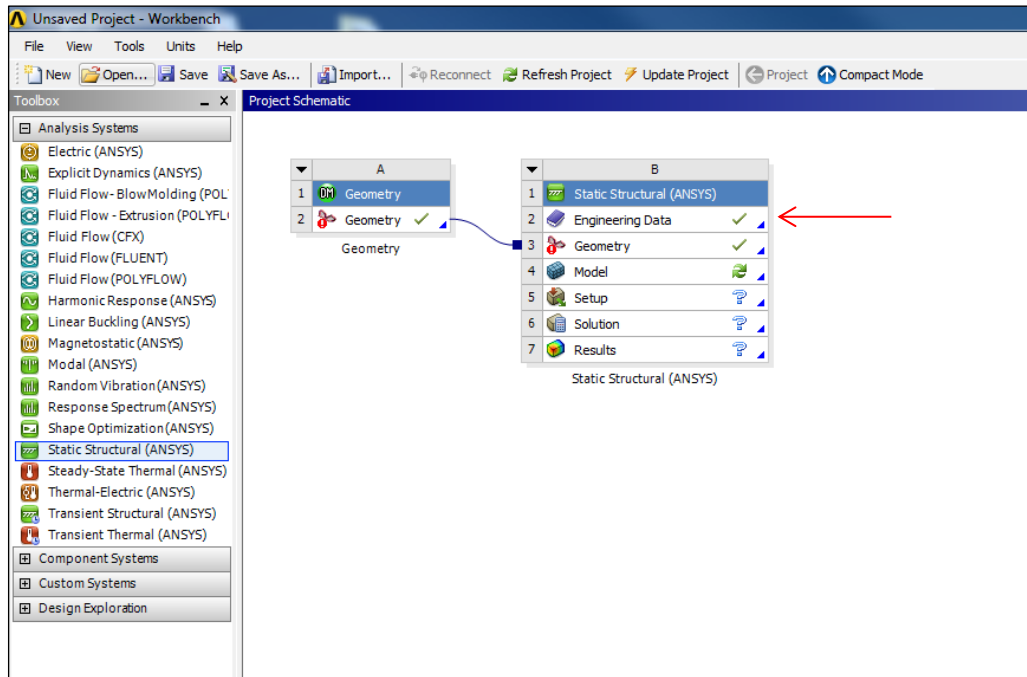 Unsaved Project - Workbench
File View Tools Units Help
New Open... Save Save As... Import... Reconnect Refresh Project Update Project Project Compact Mode
Toolbox
Project Schematic
Analysis Systems
Electric (ANSYS)
Explicit Dynamics (ANSYS)
Fluid Flow- BlowMolding (POL
Fluid Flow - Extrusion (POLYFL
Fluid Flow (CFX)
Fluid Flow (FLUENT)
Fluid Flow (POLYFLOW)
Harmonic Response (ANSYS)
Linear Buckling (ANSYS)
Magnetostatic (ANSYS)
Modal (ANSYS)
Random Vibration (ANSYS)
Response Spectrum (ANSYS)
Shape Optimization (ANSYS)
Static Structural (ANSYS)
Steady-State Thermal (ANSYS)
Thermal-Electric (ANSYS)
Transient Structural (ANSYS)
Transient Thermal (ANSYS)
Component Systems
Custom Systems
Design Exploration
A
1 DM Geometry
2 Geometry
Geometry
B
1 Static Structural (ANSYS)
2 Engineering Data
3 Geometry
4 Model
5 Setup
6 Solution
7 Results
Static Structural (ANSYS)